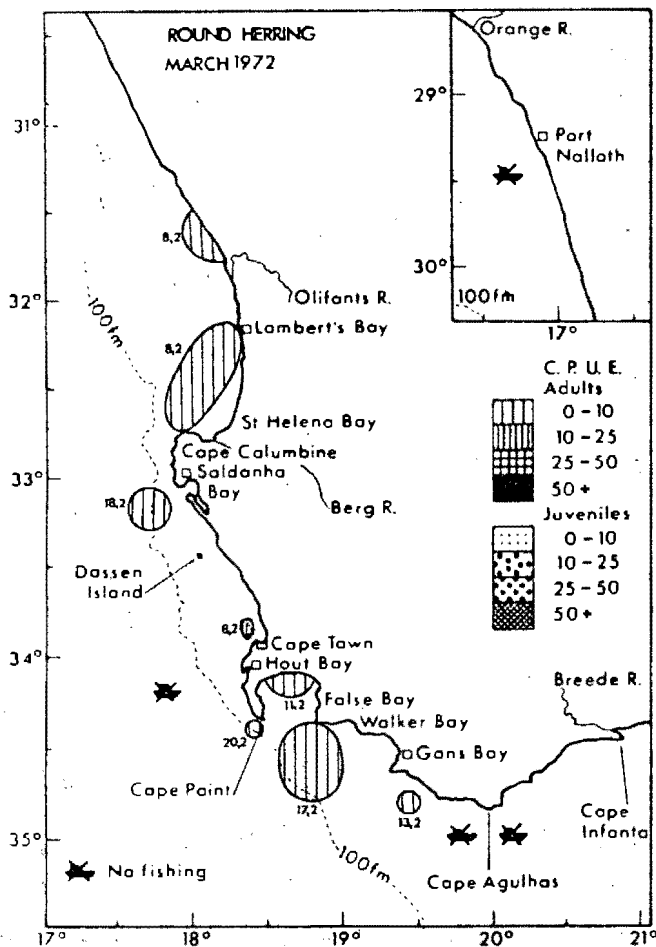 ROUND HERRING
MARCH 1972
Orange R.
29°
Port
Nolloth
30°
100fm
17°
31°
8,2
32°
100fm
Olifants R.
Lambert's Bay
8,2
St Helena Bay
Cape Columbine
33°
Saldanha
Bay
Berg R.
18,2
Dassen
Island
8,2
Cape Town
34°
Hout Bay
False Bay
11,2
Walker Bay
Breede R.
20,2
Gans Bay
Cape Point
17,2
13,2
Cape
Infanta
35°
100fm
No fishing
Cape Agulhas
17°
18°
19°
20°
21°
C. P. U. E.
Adults
0-10
10-25
25-50
50+
Juveniles
0-10
10-25
25-50
50+